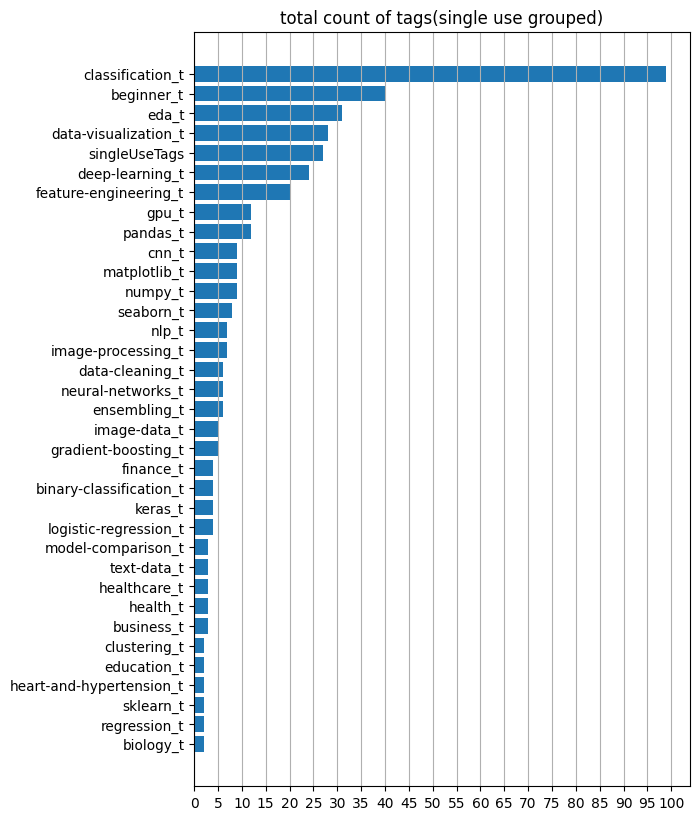 total count of tags(single use grouped)
classification_t
beginner_t
eda_t
data-visualization_t
singleUseTags
deep-learning_t
feature-engineering_t
gpu_t
pandas_t
cnn_t
matplotlib_t
numpy_t
seaborn_t
nlp_t
image-processing_t
data-cleaning_t
neural-networks_t
ensembling_t
image-data_t
gradient-boosting_t
finance_t
binary-classification_t
keras_t
logistic-regression_t
model-comparison_t
text-data_t
healthcare_t
health_t
business_t
clustering_t
education_t
heart-and-hypertension_t
sklearn_t
regression_t
biology_t
0 5 10 15 20 25 30 35 40 45 50 55 60 65 70 75 80 85 90 95 100